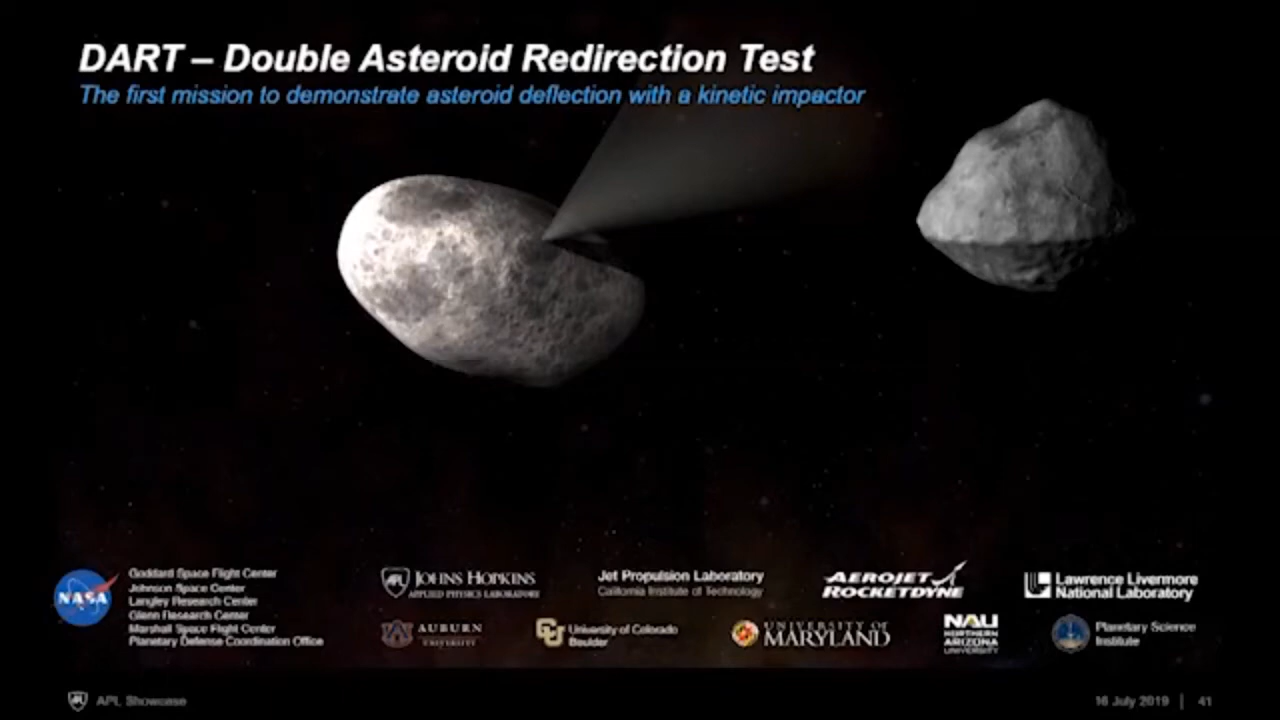 DART – Double Asteroid Redirection Test
The first mission to demonstrate asteroid deflection with a kinetic impactor
NASA
Goddard Space Flight Center
Johnson Space Center
Langley Research Center
Glenn Research Center
Marshall Space Flight Center
Planetary Defense Coordination Office
APL
JOHNS HOPKINS
APPLIED PHYSICS LABORATORY
Jet Propulsion Laboratory
California Institute of Technology
AEROJET
ROCKETDYNE
Lawrence Livermore
National Laboratory
AU
AUBURN
UNIVERSITY
CU
University of Colorado
Boulder
UNIVERSITY OF
MARYLAND
NAU
NORTHERN
ARIZONA
UNIVERSITY
Planetary Science
Institute
APL
APL Showcase
16 July 2019 | 41